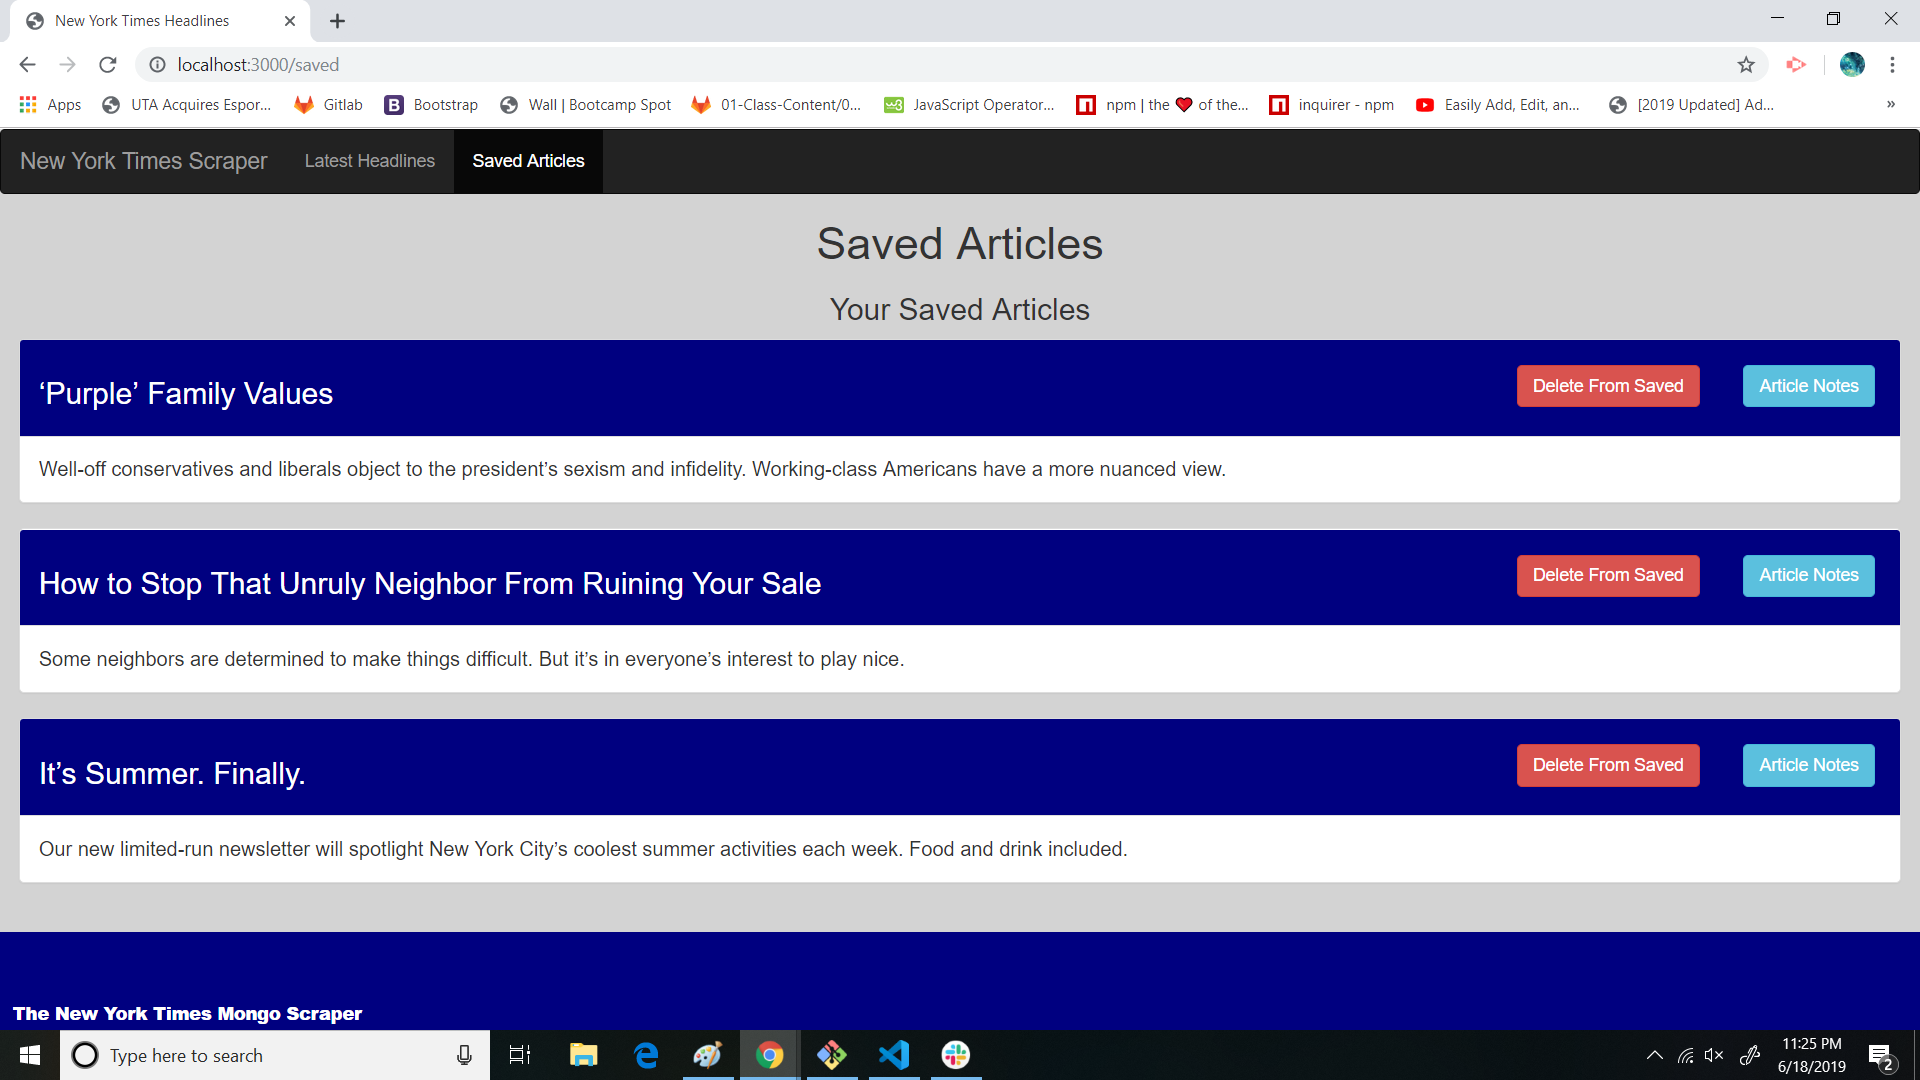 New York Times Headlines
localhost:3000/saved
Apps UTA Acquires Espor... Gitlab Bootstrap Wall | Bootcamp Spot 01-Class-Content/0... JavaScript Operator... npm | the ❤ of the... inquirer - npm Easily Add, Edit, an... [2019 Updated] Ad... »
New York Times Scraper Latest Headlines Saved Articles
Saved Articles
Your Saved Articles
‘Purple’ Family Values Delete From Saved Article Notes
Well-off conservatives and liberals object to the president’s sexism and infidelity. Working-class Americans have a more nuanced view.
How to Stop That Unruly Neighbor From Ruining Your Sale Delete From Saved Article Notes
Some neighbors are determined to make things difficult. But it’s in everyone’s interest to play nice.
It’s Summer. Finally. Delete From Saved Article Notes
Our new limited-run newsletter will spotlight New York City’s coolest summer activities each week. Food and drink included.
The New York Times Mongo Scraper
Type here to search
11:25 PM
6/18/2019
2